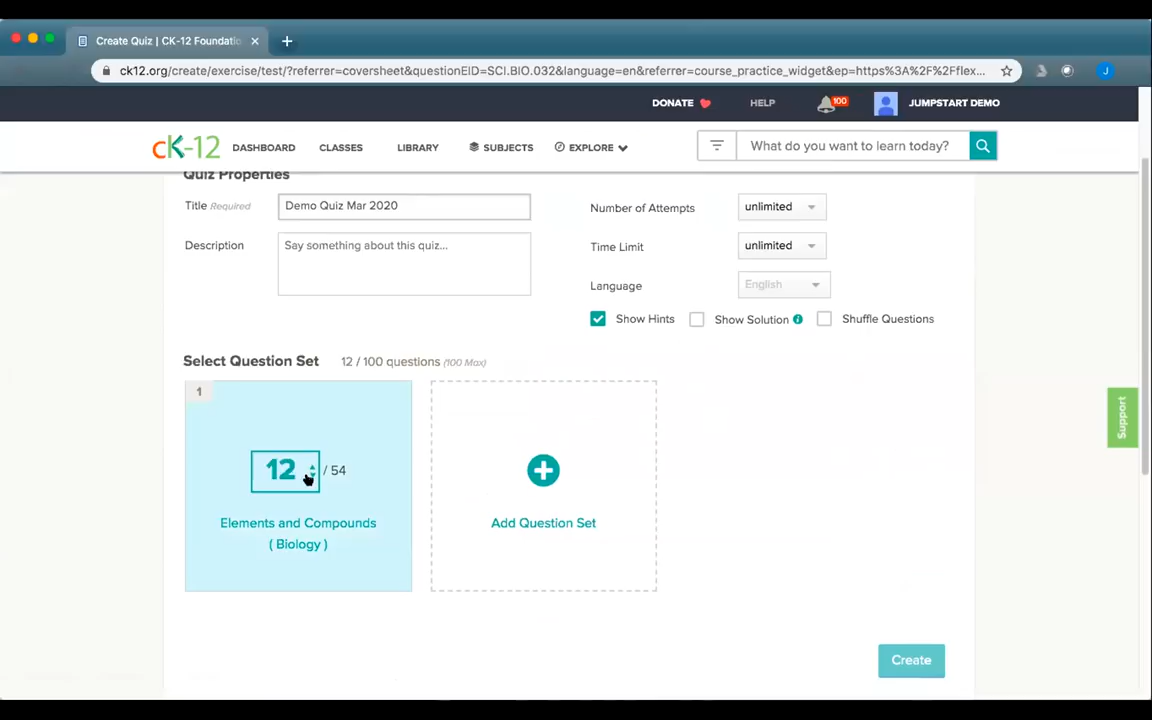 Create Quiz | CK-12 Foundatio
ck12.org/create/exercise/test/?referrer=coversheet&questionEID=SCI.BIO.032&language=en&referrer=course_practice_widget&ep=https%3A%2F%2Fflex...
J
DONATE HELP 100 JUMPSTART DEMO
cK-12 DASHBOARD CLASSES LIBRARY SUBJECTS EXPLORE What do you want to learn today?
Quiz Properties
Title Required Demo Quiz Mar 2020 Number of Attempts unlimited
Description Say something about this quiz... Time Limit unlimited
Language English
Show Hints Show Solution i Shuffle Questions
Select Question Set 12 / 100 questions (100 Max)
1
12 / 54
Elements and Compounds
( Biology )
Add Question Set
Support
Create